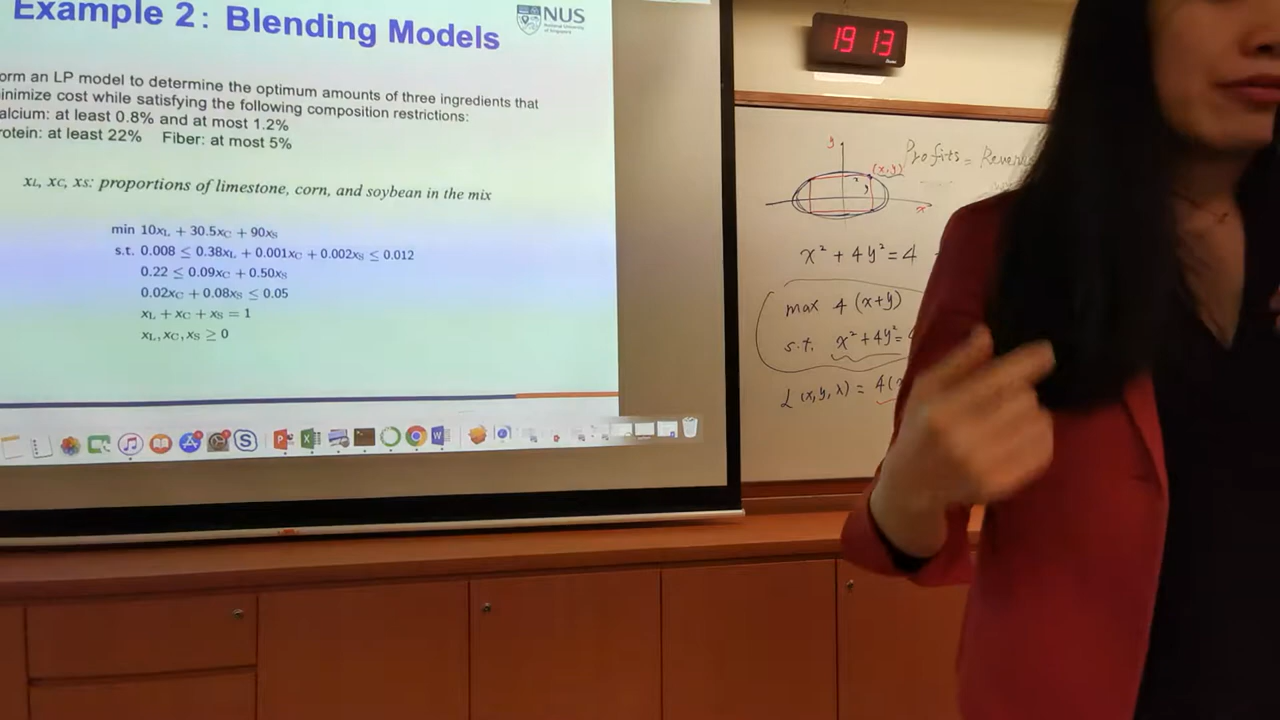 Example 2: Blending Models
NUS
National University
of Singapore
orm an LP model to determine the optimum amounts of three ingredients that
inimize cost while satisfying the following composition restrictions:
alcium: at least 0.8% and at most 1.2%
rotein: at least 22% Fiber: at most 5%
xL, xC, xS: proportions of limestone, corn, and soybean in the mix
min 10xL + 30.5xC + 90xS
s.t. 0.008 ≤ 0.38xL + 0.001xC + 0.002xS ≤ 0.012
0.22 ≤ 0.09xC + 0.50xS
0.02xC + 0.08xS ≤ 0.05
xL + xC + xS = 1
xL, xC, xS ≥ 0
19 13
y
(x,y)
Profits = Revenu
x
x² + 4y² = 4
max 4 (x+y)
s.t. x² + 4y² =
L (x, y, λ) = 4(